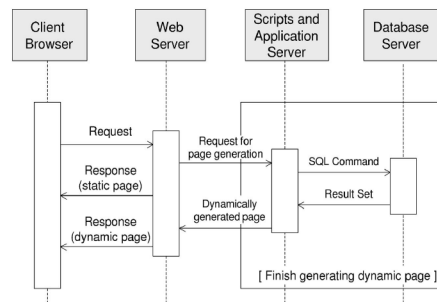 Client
Browser
Web
Server
Scripts and
Application
Server
Database
Server
Request
Request for
page generation
SQL Command
Response
(static page)
Result Set
Dynamically
generated page
Response
(dynamic page)
[ Finish generating dynamic page ]